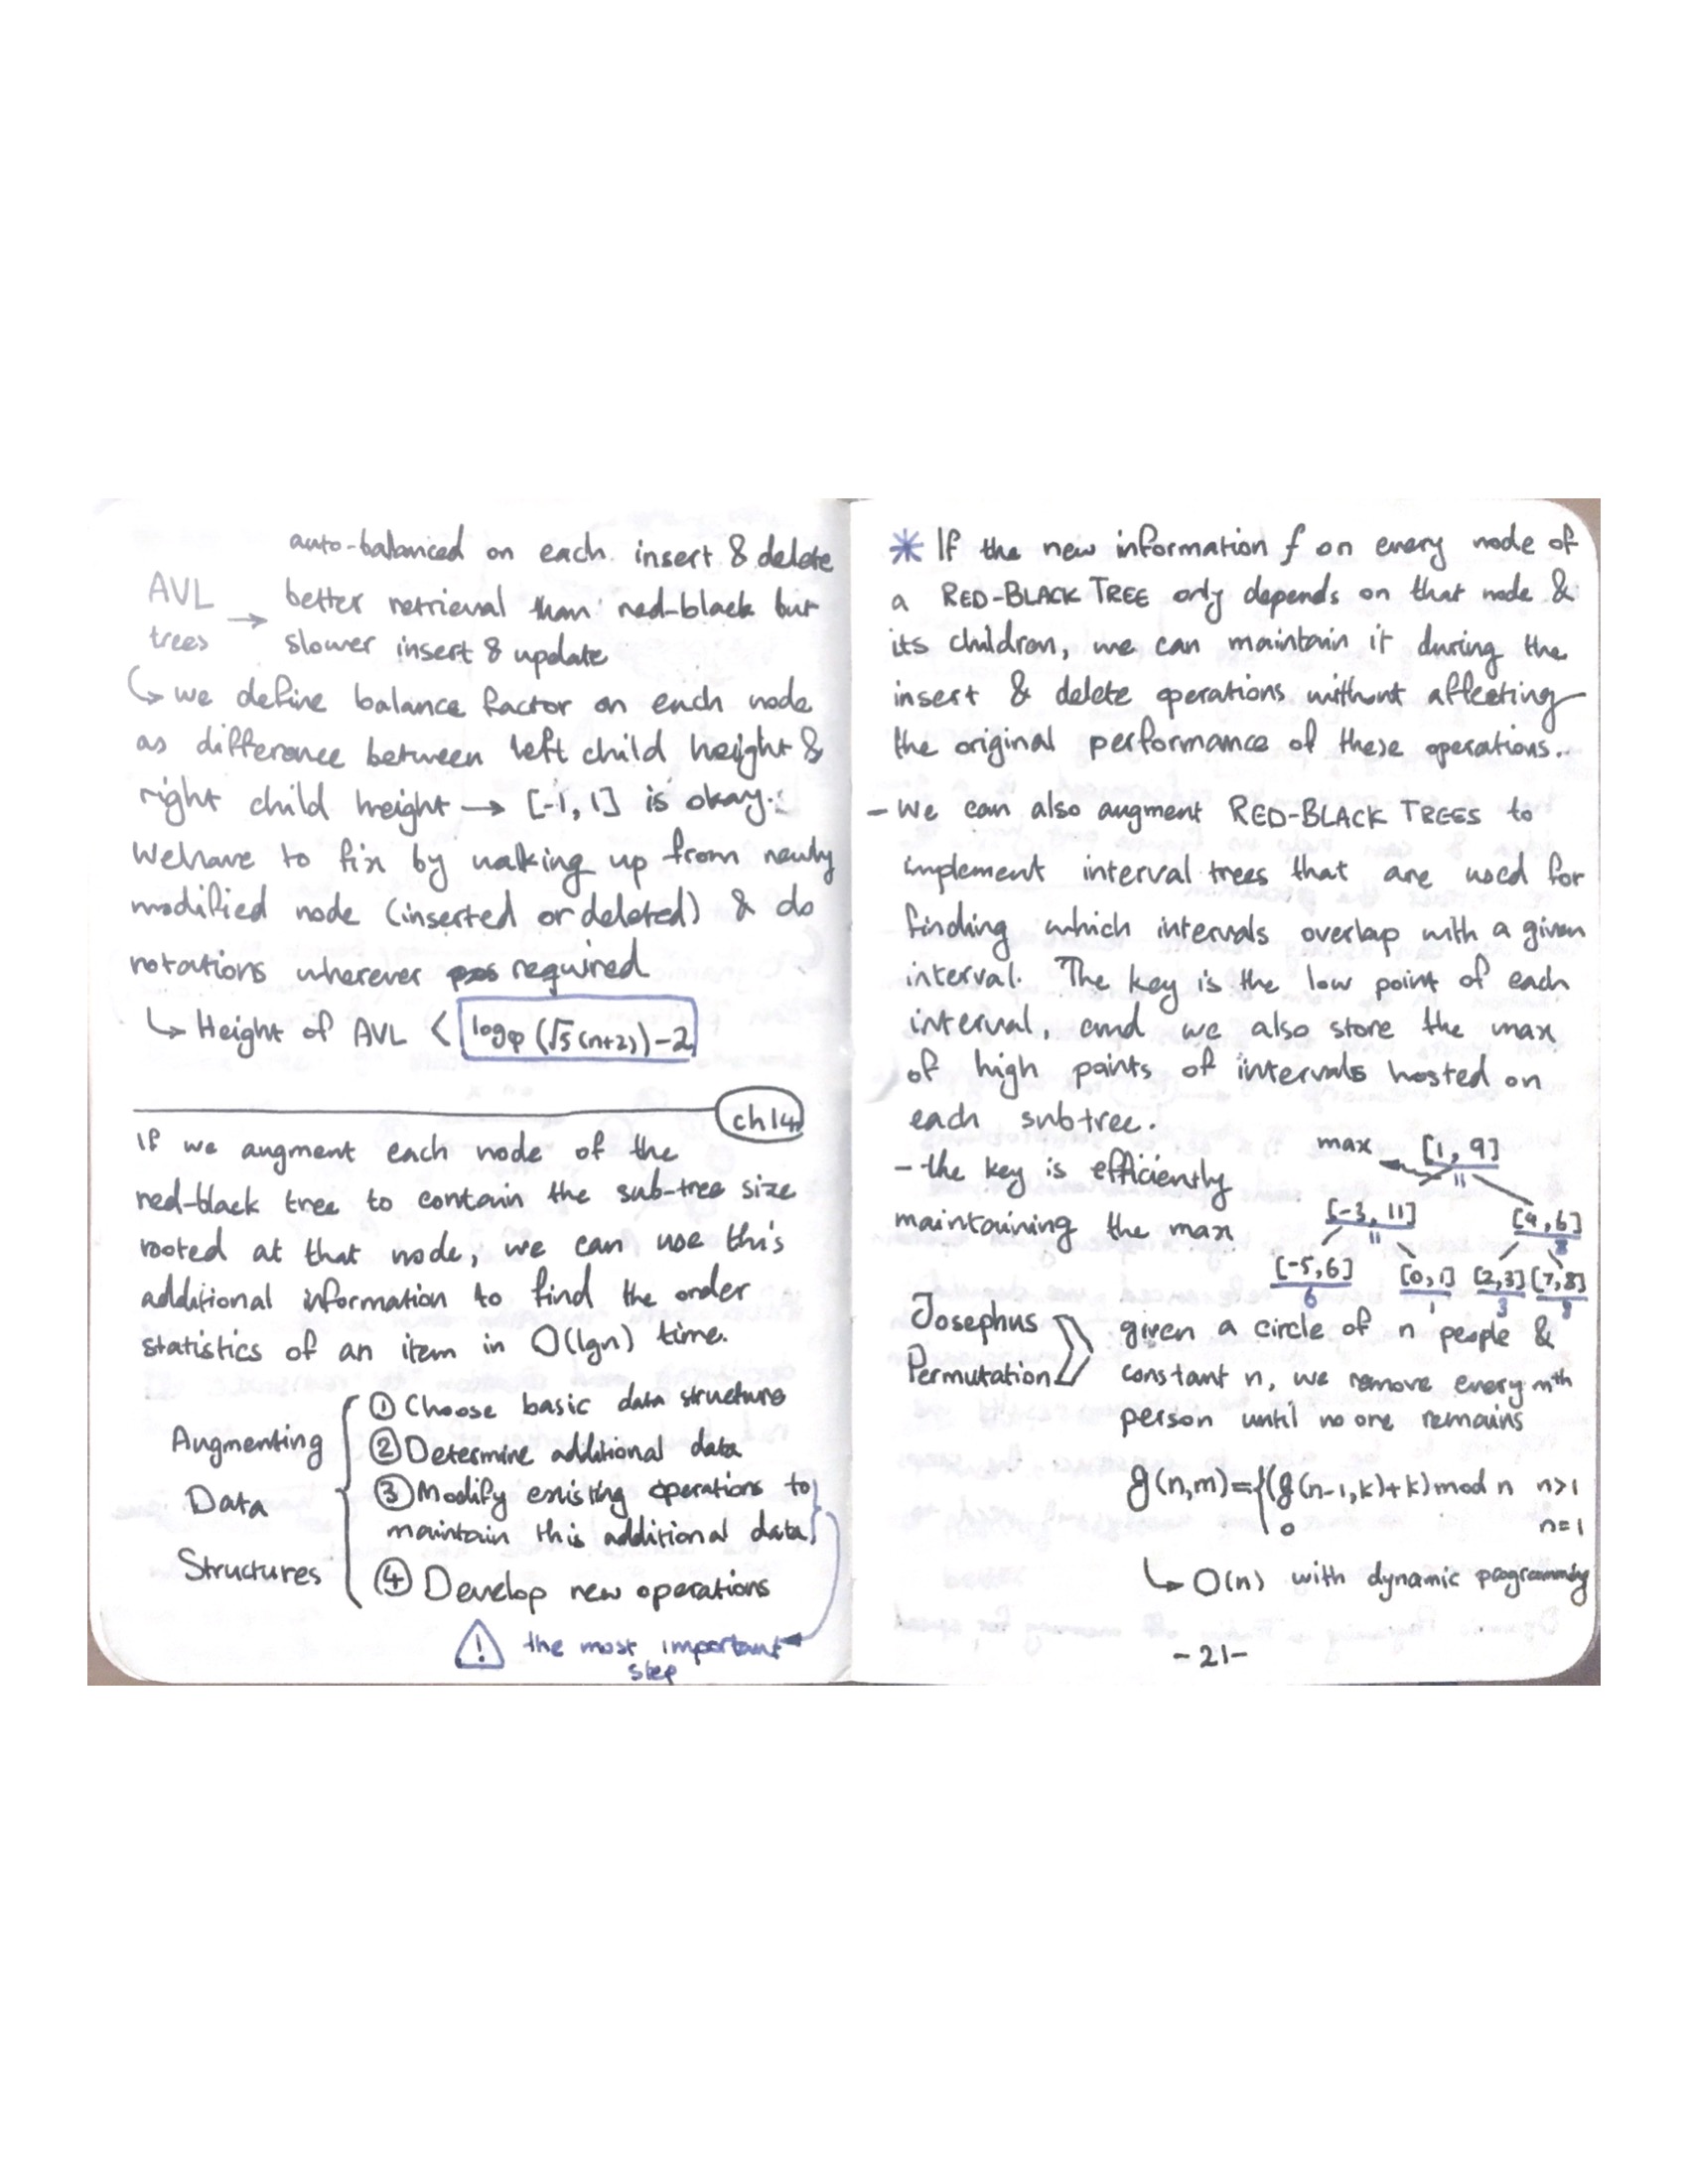 auto-balanced on each insert & delete
AVL trees → better retrieval than red-black but
slower insert & update
↳ we define balance factor on each node
as difference between left child height &
right child height → [-1, 1] is okay.
We have to fix by walking up from newly
modified node (inserted or deleted) & do
rotations wherever required
↳ Height of AVL < logφ (√5 (n+2)) - 2
ch14
If we augment each node of the
red-black tree to contain the sub-tree size
rooted at that node, we can use this
additional information to find the order
statistics of an item in O(lgn) time.
Augmenting
Data
Structures
① Choose basic data structure
② Determine additional data
③ Modify existing operations to
maintain this additional data
④ Develop new operations
! the most important
step
* If the new information f on every node of
a RED-BLACK TREE only depends on that node &
its children, we can maintain it during the
insert & delete operations without affecting
the original performance of these operations.
- We can also augment RED-BLACK TREES to
implement interval trees that are used for
finding which intervals overlap with a given
interval. The key is the low point of each
interval, and we also store the max
of high points of intervals hosted on
each subtree.
- the key is efficiently
maintaining the max
max [1, 9]
11
[-3, 11] [4, 6]
11 8
[-5, 6] [0, 1] [2, 3] [7, 8]
6 1 3 8
Josephus
Permutation
given a circle of n people &
constant n, we remove every mth
person until no one remains
g(n,m) = { (g(n-1,k)+k) mod n n>1
0 n=1
↳ O(n) with dynamic programming
-21-